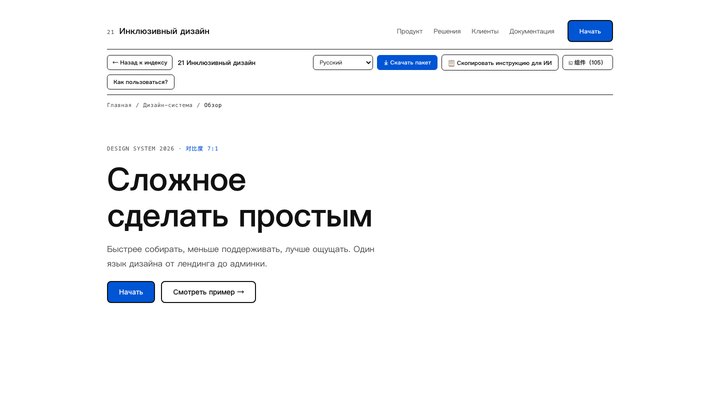 21 Инклюзивный дизайн
Продукт Решения Клиенты Документация Начать
← Назад к индексу 21 Инклюзивный дизайн Русский Скачать пакет 📋 Скопировать инструкцию для ИИ 组件 (105)
Как пользоваться?
Главная / Дизайн-система / Обзор
DESIGN SYSTEM 2026 · 对比度 7:1
Сложное
сделать простым
Быстрее собирать, меньше поддерживать, лучше ощущать. Один
язык дизайна от лендинга до админки.
Начать Смотреть пример →